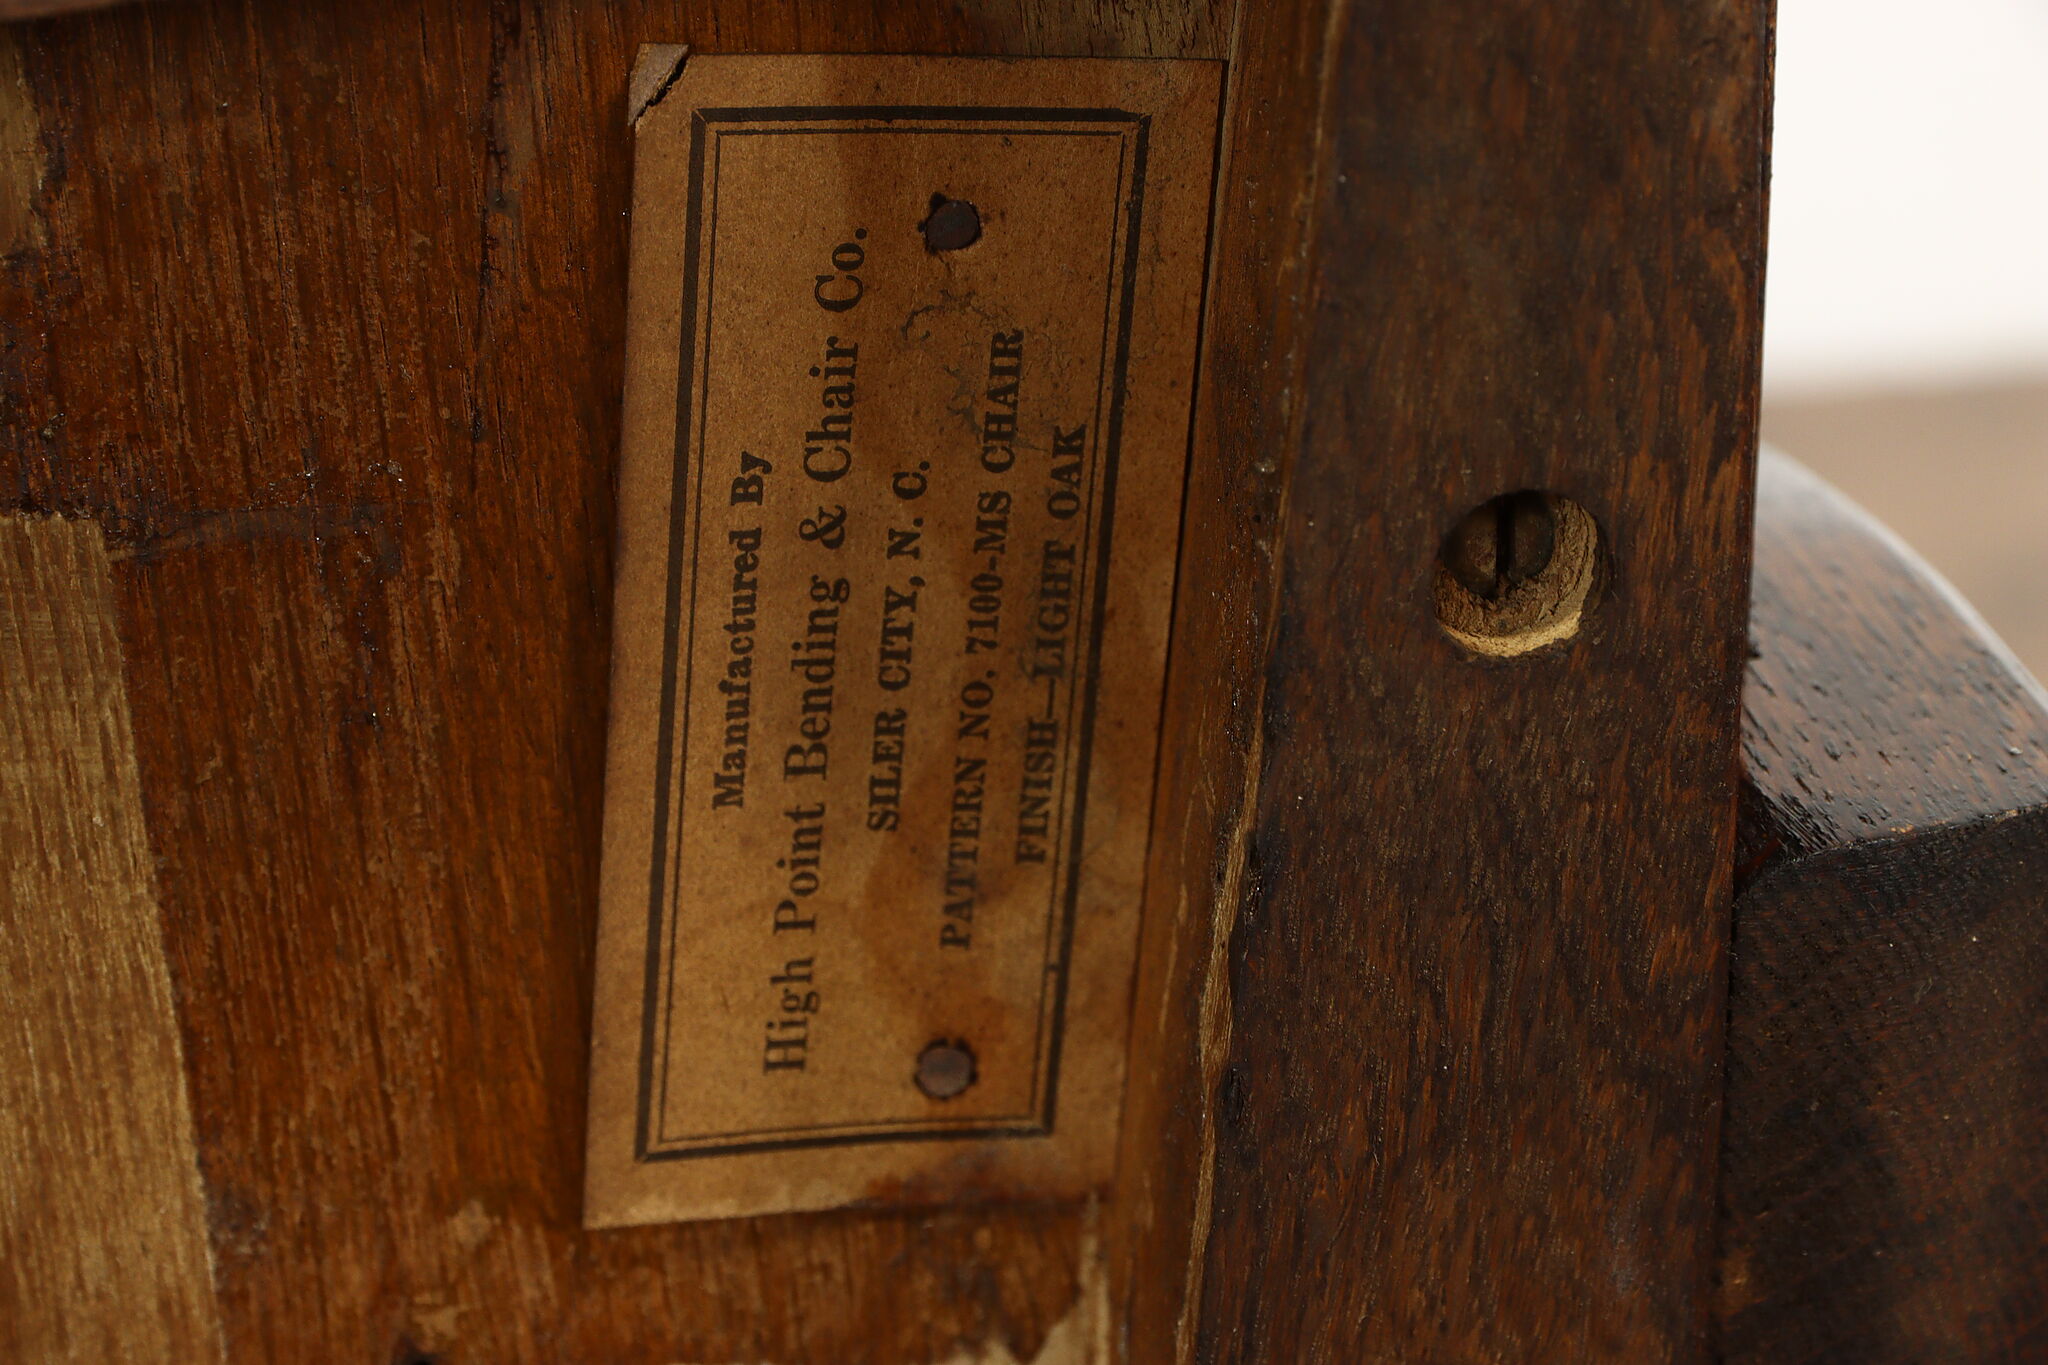 Manufactured By
High Point Bending & Chair Co.
SILER CITY, N. C.
PATTERN NO. 7100-MS CHAIR
FINISH—LIGHT OAK